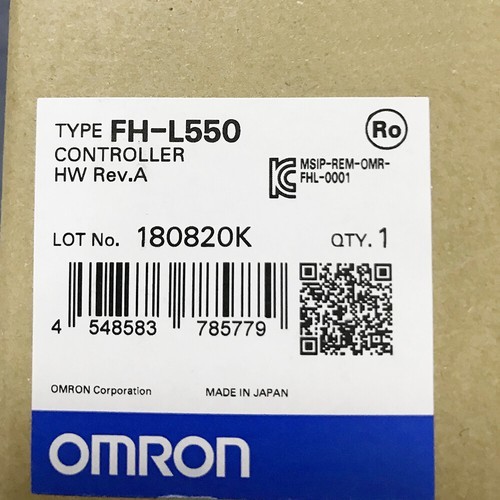 TYPE FH-L550
Ro
CONTROLLER
HW Rev.A
MSIP-REM-OMR-
FHL-0001
LOT No. 180820K
QTY. 1
4 548583 785779
OMRON Corporation
MADE IN JAPAN
OMRON